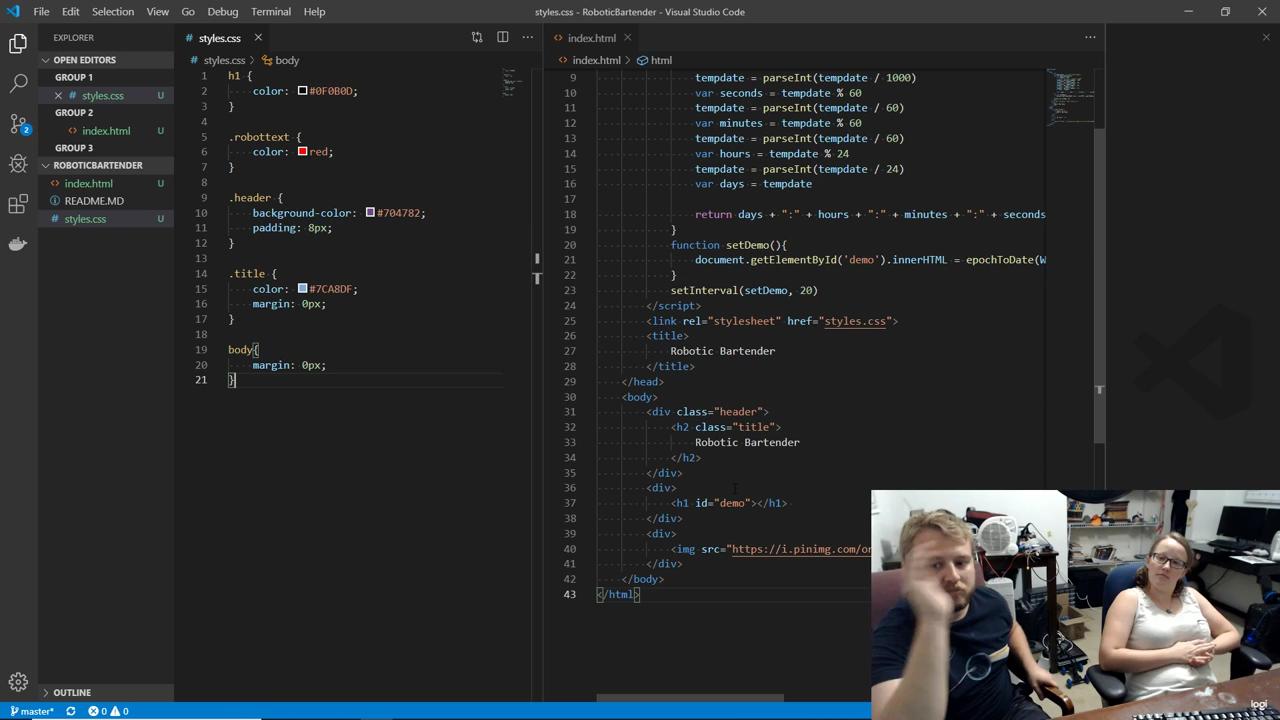 File Edit Selection View Go Debug Terminal Help
styles.css - RoboticBartender - Visual Studio Code
EXPLORER
OPEN EDITORS
GROUP 1
styles.css U
GROUP 2
index.html U
GROUP 3
ROBOTICBARTENDER
index.html U
README.MD
styles.css U
OUTLINE
2
styles.css
styles.css > body
1 h1 {
2 color: #0F0B0D;
3 }
4
5 .robottext {
6 color: red;
7 }
8
9 .header {
10 background-color: #704782;
11 padding: 8px;
12 }
13
14 .title {
15 color: #7CA8DF;
16 margin: 0px;
17 }
18
19 body{
20 margin: 0px;
21 }
index.html
index.html > html
9 tempdate = parseInt(tempdate / 1000)
10 var seconds = tempdate % 60
11 tempdate = parseInt(tempdate / 60)
12 var minutes = tempdate % 60
13 tempdate = parseInt(tempdate / 60)
14 var hours = tempdate % 24
15 tempdate = parseInt(tempdate / 24)
16 var days = tempdate
17
18 return days + ":" + hours + ":" + minutes + ":" + seconds
19 }
20 function setDemo(){
21 document.getElementById('demo').innerHTML = epochToDate(
22 }
23 setInterval(setDemo, 20)
24 </script>
25 <link rel="stylesheet" href="styles.css">
26 <title>
27 Robotic Bartender
28 </title>
29 </head>
30 <body>
31 <div class="header">
32 <h2 class="title">
33 Robotic Bartender
34 </h2>
35 </div>
36 <div>
37 <h1 id="demo"></h1>
38 </div>
39 <div>
40 <img src="https://i.pinimg.com/or
41 </div>
42 </body>
43 </html>
master* 0 0
logi